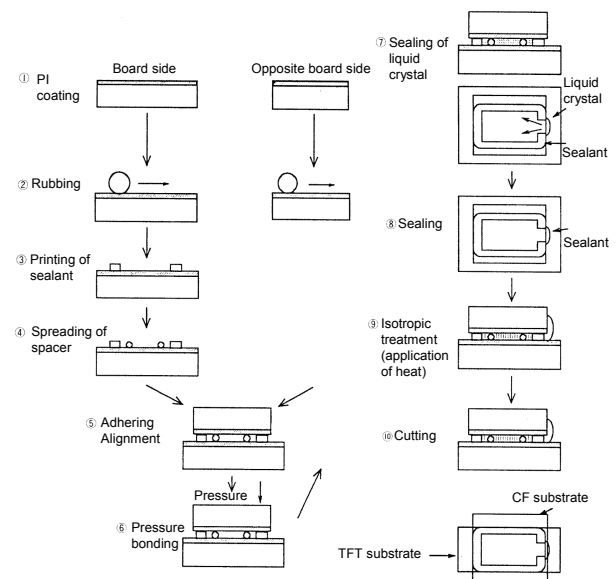 ① PI
coating
Board side
Opposite board side
② Rubbing
③ Printing of
sealant
④ Spreading of
spacer
⑤ Adhering
Alignment
Pressure
⑥ Pressure
bonding
⑦ Sealing of
liquid
crystal
Liquid
crystal
Sealant
⑧ Sealing
Sealant
⑨ Isotropic
treatment
(application
of heat)
⑩ Cutting
CF substrate
TFT substrate